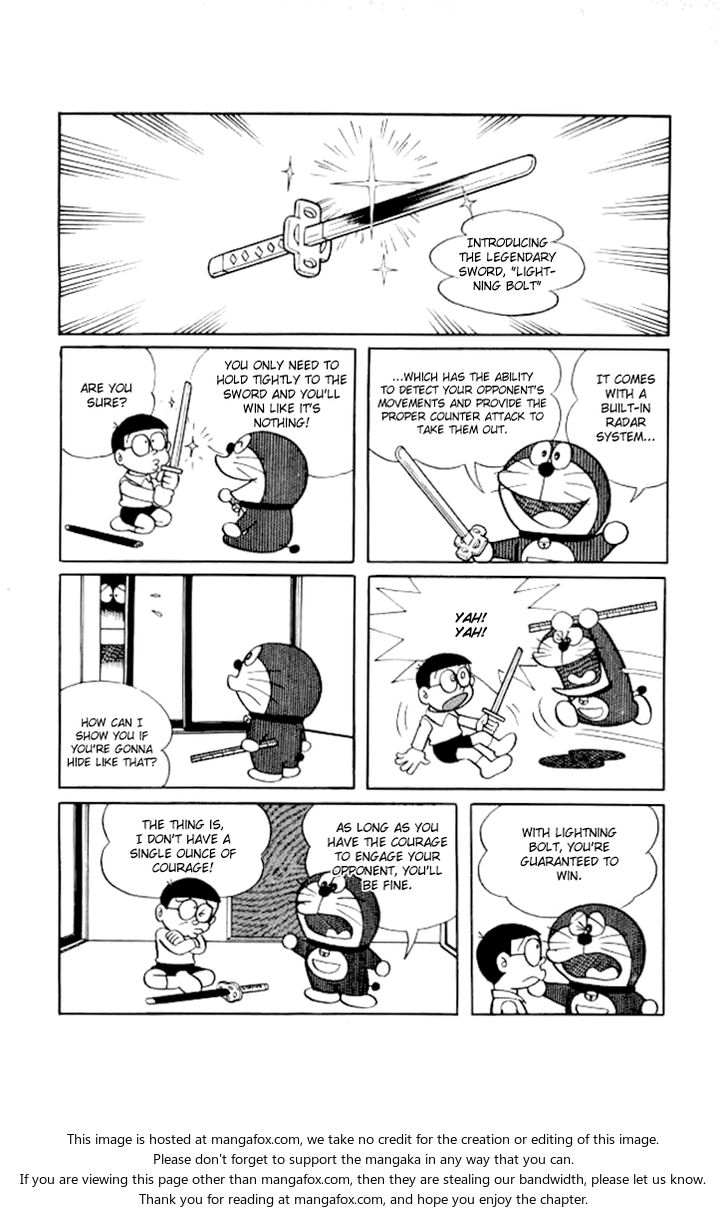 INTRODUCING
THE LEGENDARY
SWORD, "LIGHT-
NING BOLT"
IT COMES
WITH A
BUILT-IN
RADAR
SYSTEM...
...WHICH HAS THE ABILITY
TO DETECT YOUR OPPONENT'S
MOVEMENTS AND PROVIDE THE
PROPER COUNTER ATTACK TO
TAKE THEM OUT.
YOU ONLY NEED TO
HOLD TIGHTLY TO THE
SWORD AND YOU'LL
WIN LIKE IT'S
NOTHING!
ARE YOU
SURE?
YAH!
YAH!
HOW CAN I
SHOW YOU IF
YOU'RE GONNA
HIDE LIKE THAT?
WITH LIGHTNING
BOLT, YOU'RE
GUARANTEED TO
WIN.
AS LONG AS YOU
HAVE THE COURAGE
TO ENGAGE YOUR
OPPONENT, YOU'LL
BE FINE.
THE THING IS,
I DON'T HAVE A
SINGLE OUNCE OF
COURAGE!
This image is hosted at mangafox.com, we take no credit for the creation or editing of this image.
Please don't forget to support the mangaka in any way that you can.
If you are viewing this page other than mangafox.com, then they are stealing our bandwidth, please let us know.
Thank you for reading at mangafox.com, and hope you enjoy the chapter.